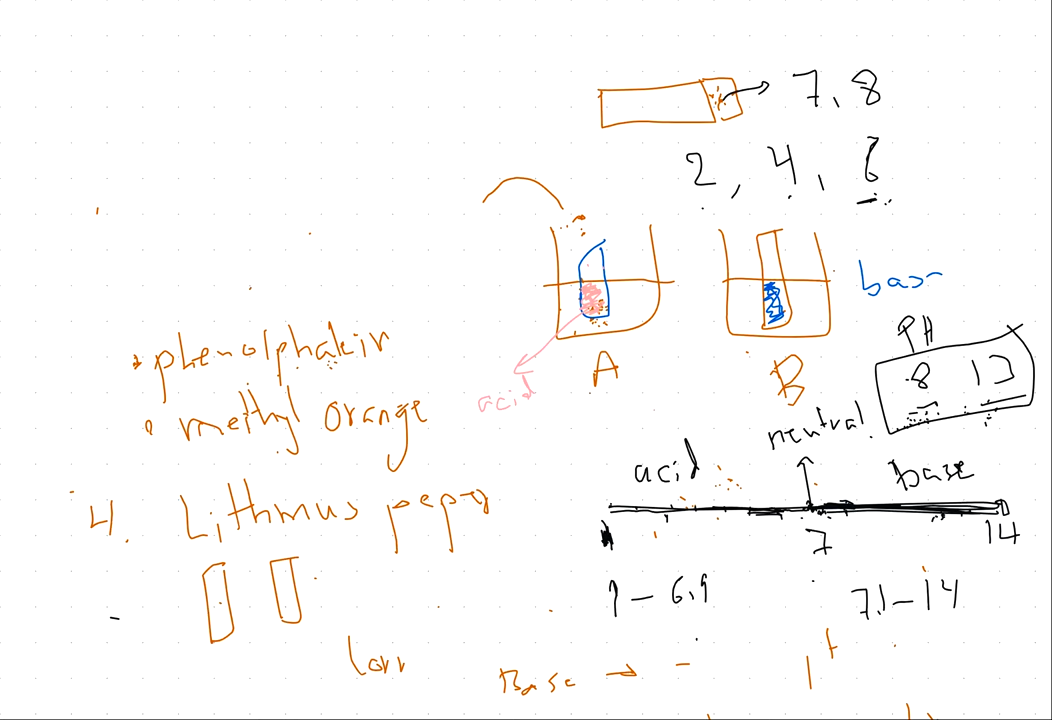 7, 8
2, 4, 6
base
PH
8 13
phenolphalein
acid
A
B
methyl orange
neutral
acid
base
4. Lithmus pepr
7
14
1 - 6.9
7.1 - 14
Base → -